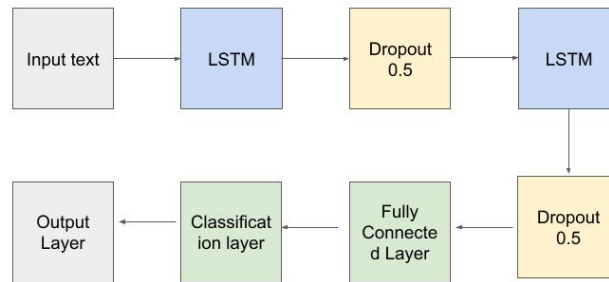 Input text
LSTM
Dropout
0.5
LSTM
Output
Layer
Classificat
ion layer
Fully
Connecte
d Layer
Dropout
0.5